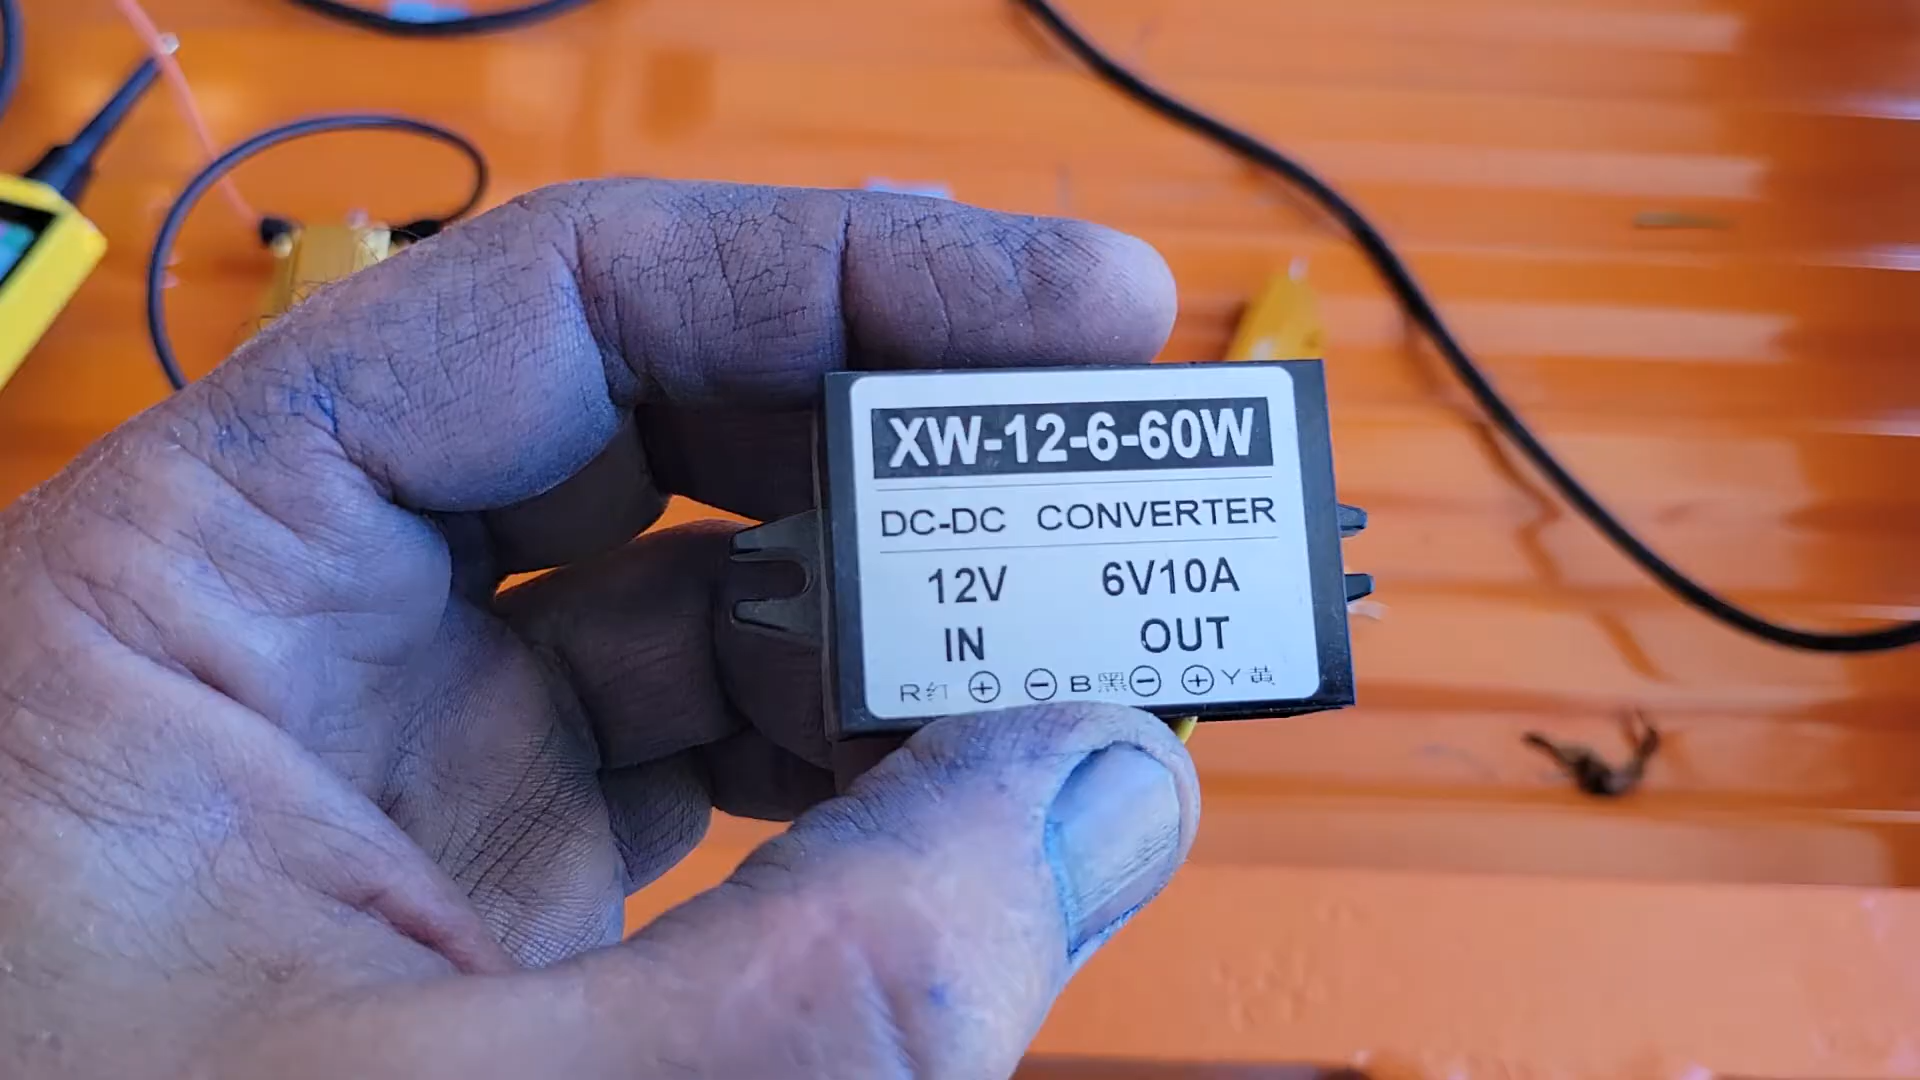 XW-12-6-60W
DC-DC CONVERTER
12V 6V10A
IN OUT
R红 ⊕ ⊖ B黑 ⊖ ⊕ Y黄